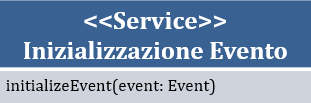 <<Service>>
Inizializzazione Evento
initializeEvent(event: Event)